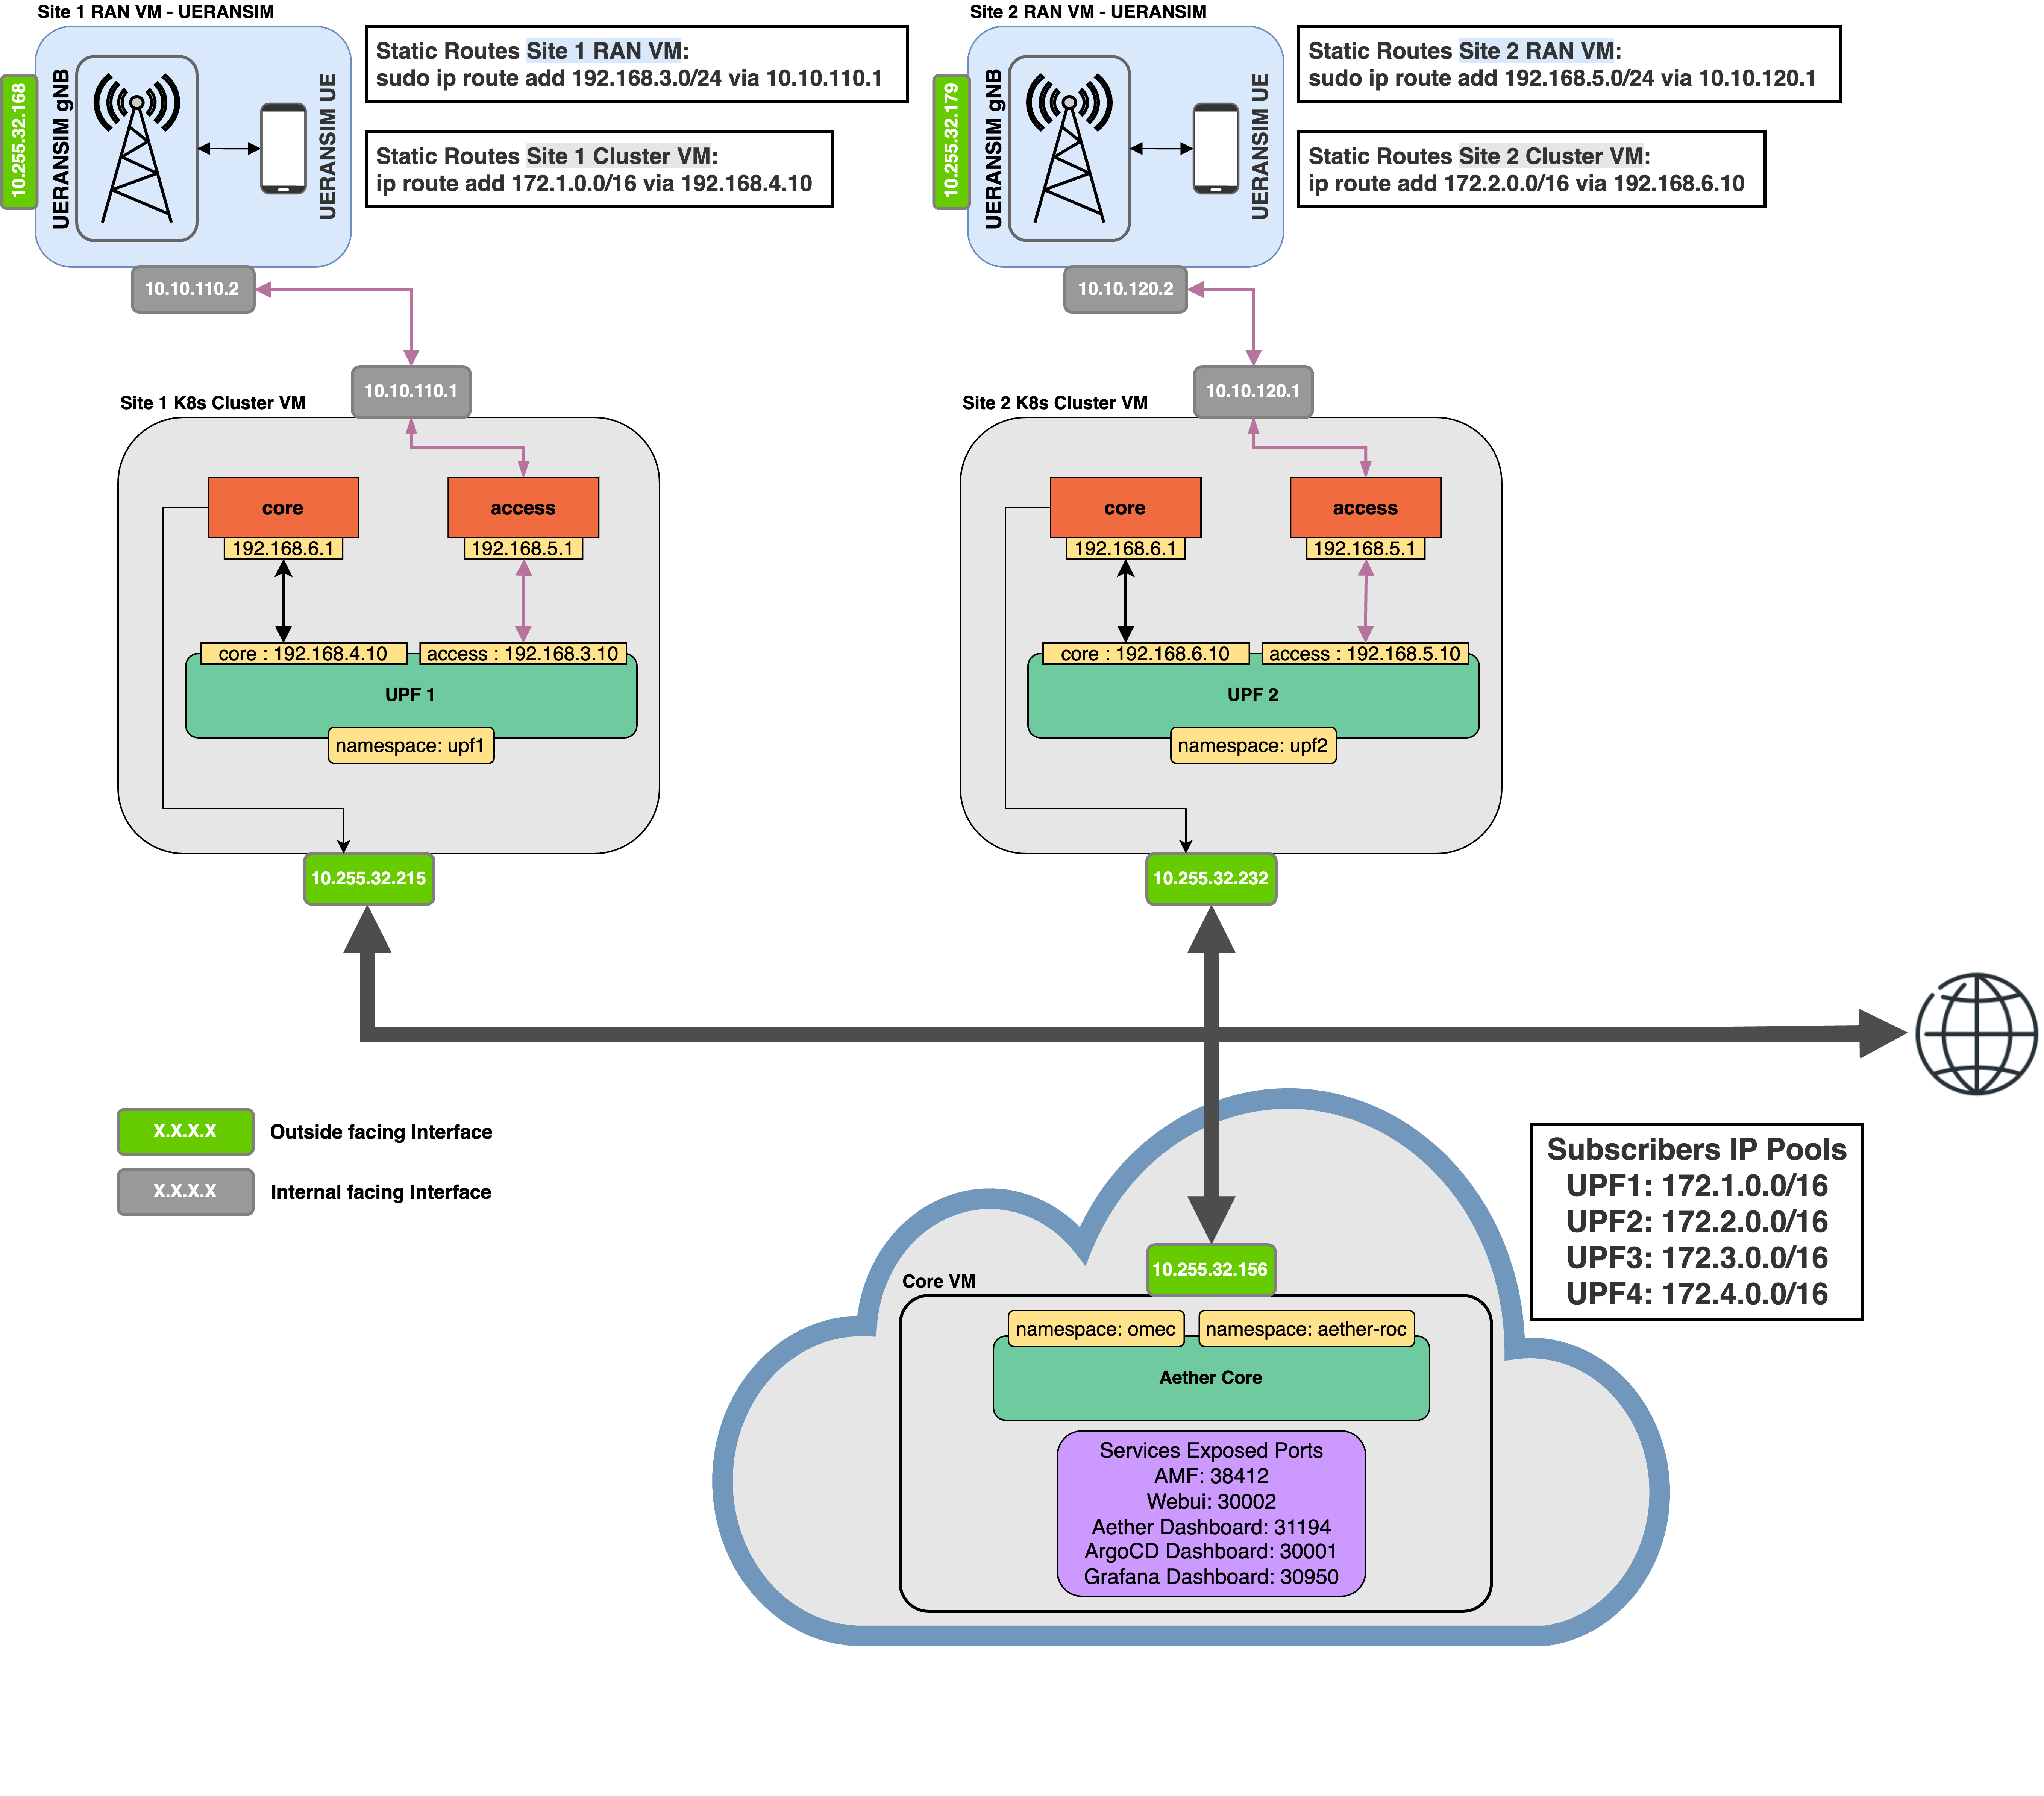 Site 1 RAN VM - UERANSIM
10.255.32.168
UERANSIM gNB
UERANSIM UE
Static Routes Site 1 RAN VM:
sudo ip route add 192.168.3.0/24 via 10.10.110.1
Static Routes Site 1 Cluster VM:
ip route add 172.1.0.0/16 via 192.168.4.10
10.10.110.2
Site 2 RAN VM - UERANSIM
10.255.32.179
UERANSIM gNB
UERANSIM UE
Static Routes Site 2 RAN VM:
sudo ip route add 192.168.5.0/24 via 10.10.120.1
Static Routes Site 2 Cluster VM:
ip route add 172.2.0.0/16 via 192.168.6.10
10.10.120.2
10.10.110.1
Site 1 K8s Cluster VM
core
access
192.168.6.1
192.168.5.1
core : 192.168.4.10
access : 192.168.3.10
UPF 1
namespace: upf1
10.255.32.215
10.10.120.1
Site 2 K8s Cluster VM
core
access
192.168.6.1
192.168.5.1
core : 192.168.6.10
access : 192.168.5.10
UPF 2
namespace: upf2
10.255.32.232
X.X.X.X
Outside facing Interface
X.X.X.X
Internal facing Interface
Subscribers IP Pools
UPF1: 172.1.0.0/16
UPF2: 172.2.0.0/16
UPF3: 172.3.0.0/16
UPF4: 172.4.0.0/16
10.255.32.156
Core VM
namespace: omec
namespace: aether-roc
Aether Core
Services Exposed Ports
AMF: 38412
Webui: 30002
Aether Dashboard: 31194
ArgoCD Dashboard: 30001
Grafana Dashboard: 30950